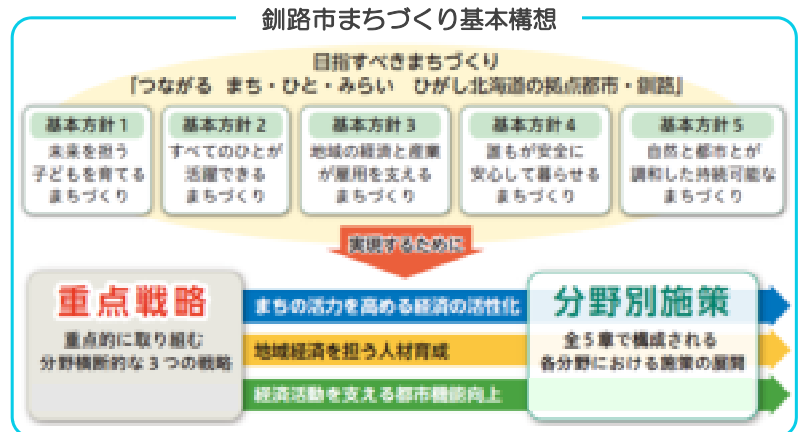 釧路市まちづくり基本構想
目指すべきまちづくり
「つながる まち・ひと・みらい ひがし北海道の拠点都市・釧路」
基本方針1
未来を担う
子どもを育てる
まちづくり
基本方針2
すべてのひとが
活躍できる
まちづくり
基本方針3
地域の経済と産業
が雇用を支える
まちづくり
基本方針4
誰もが安全に
安心して暮らせる
まちづくり
基本方針5
自然と都市とが
調和した持続可能な
まちづくり
実現するために
重点戦略
重点的に取り組む
分野横断的な3つの戦略
まちの活力を高める経済の活性化
地域経済を担う人材育成
経済活動を支える都市機能向上
分野別施策
全5章で構成される
各分野における施策の展開